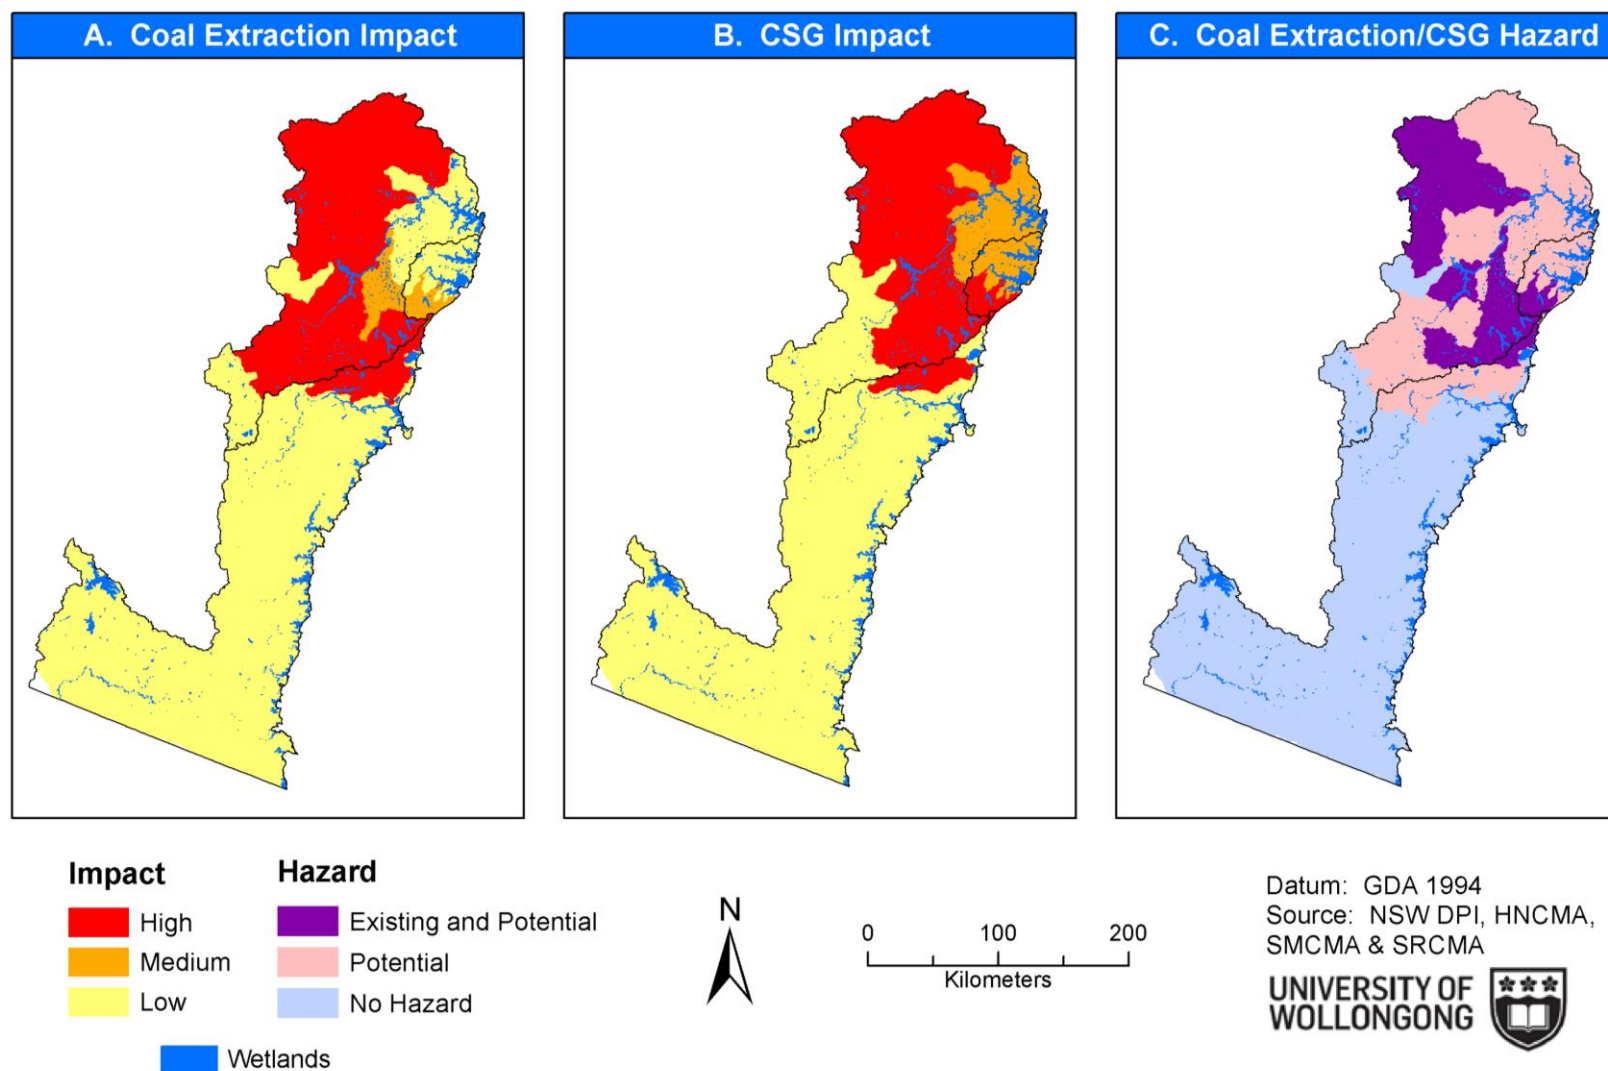 A. Coal Extraction Impact
B. CSG Impact
C. Coal Extraction/CSG Hazard
Impact
High
Medium
Low
Hazard
Existing and Potential
Potential
No Hazard
Wetlands
N
0 100 200
Kilometers
Datum: GDA 1994
Source: NSW DPI, HNCMA,
SMCMA & SRCMA
UNIVERSITY OF
WOLLONGONG